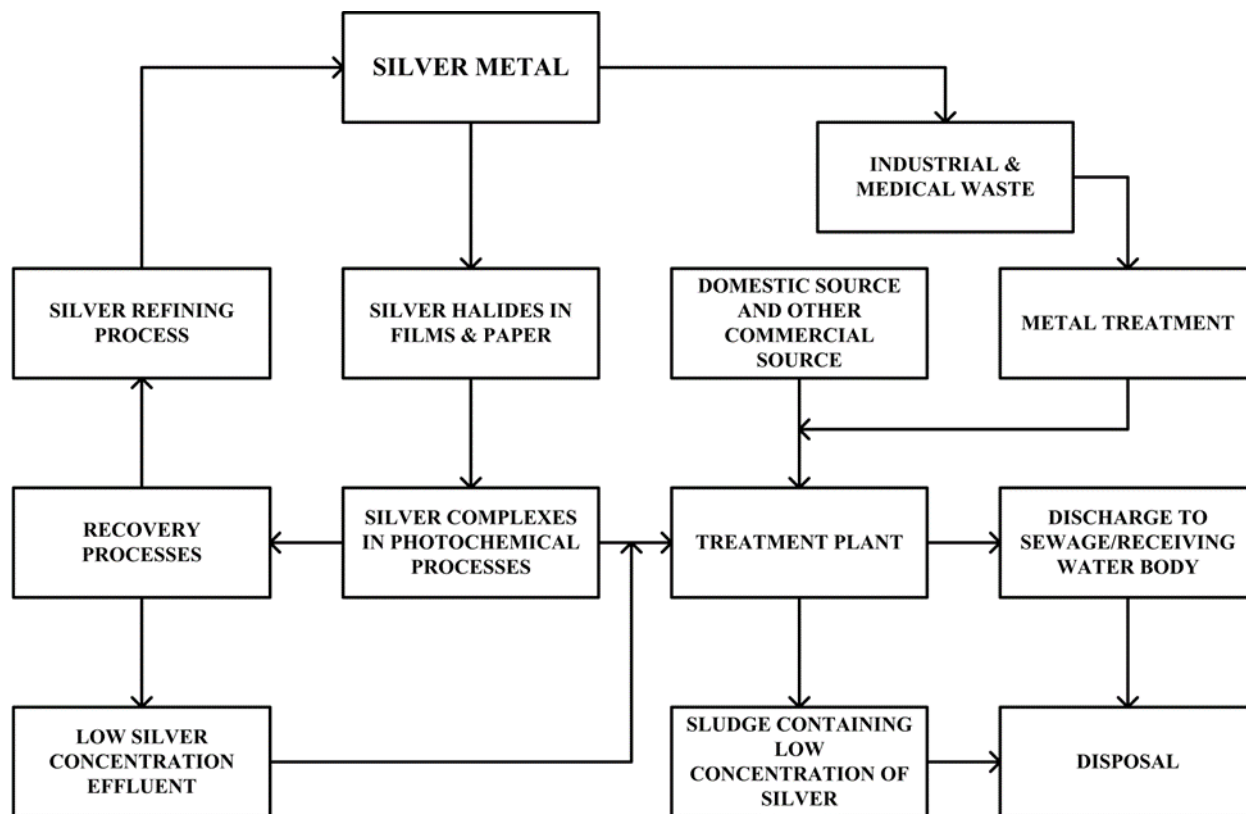 SILVER METAL
INDUSTRIAL &
MEDICAL WASTE
SILVER REFINING
PROCESS
SILVER HALIDES IN
FILMS & PAPER
DOMESTIC SOURCE
AND OTHER
COMMERCIAL
SOURCE
METAL TREATMENT
RECOVERY
PROCESSES
SILVER COMPLEXES
IN PHOTOCHEMICAL
PROCESSES
TREATMENT PLANT
DISCHARGE TO
SEWAGE/RECEIVING
WATER BODY
LOW SILVER
CONCENTRATION
EFFLUENT
SLUDGE CONTAINING
LOW
CONCENTRATION OF
SILVER
DISPOSAL